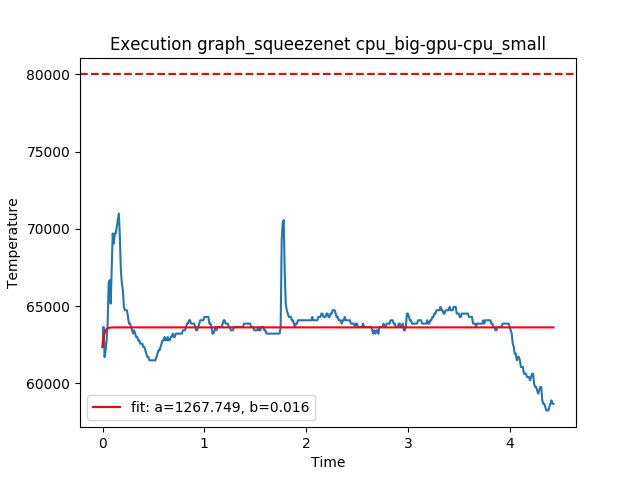 Execution graph_squeezenet cpu_big-gpu-cpu_small
80000
75000
70000
65000
60000
Temperature
fit: a=1267.749, b=0.016
0 1 2 3 4
Time